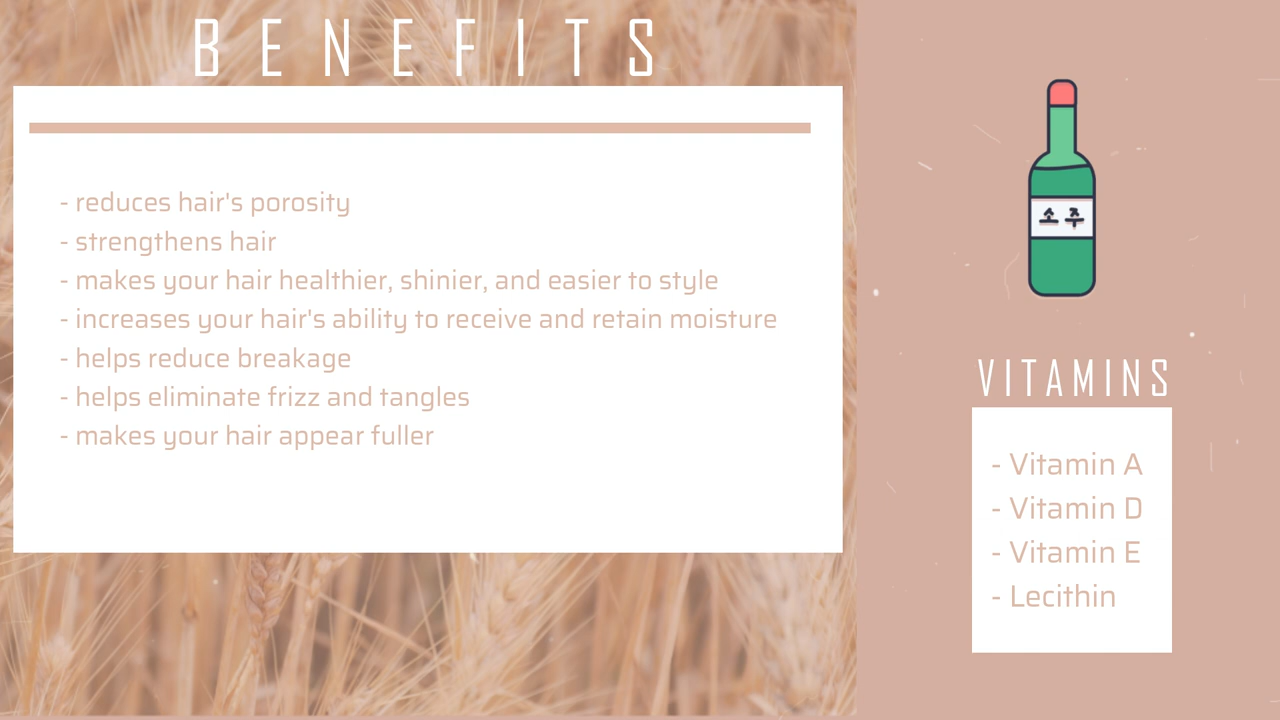 BENEFITS
- reduces hair's porosity
- strengthens hair
- makes your hair healthier, shinier, and easier to style
- increases your hair's ability to receive and retain moisture
- helps reduce breakage
- helps eliminate frizz and tangles
- makes your hair appear fuller
소주
VITAMINS
- Vitamin A
- Vitamin D
- Vitamin E
- Lecithin